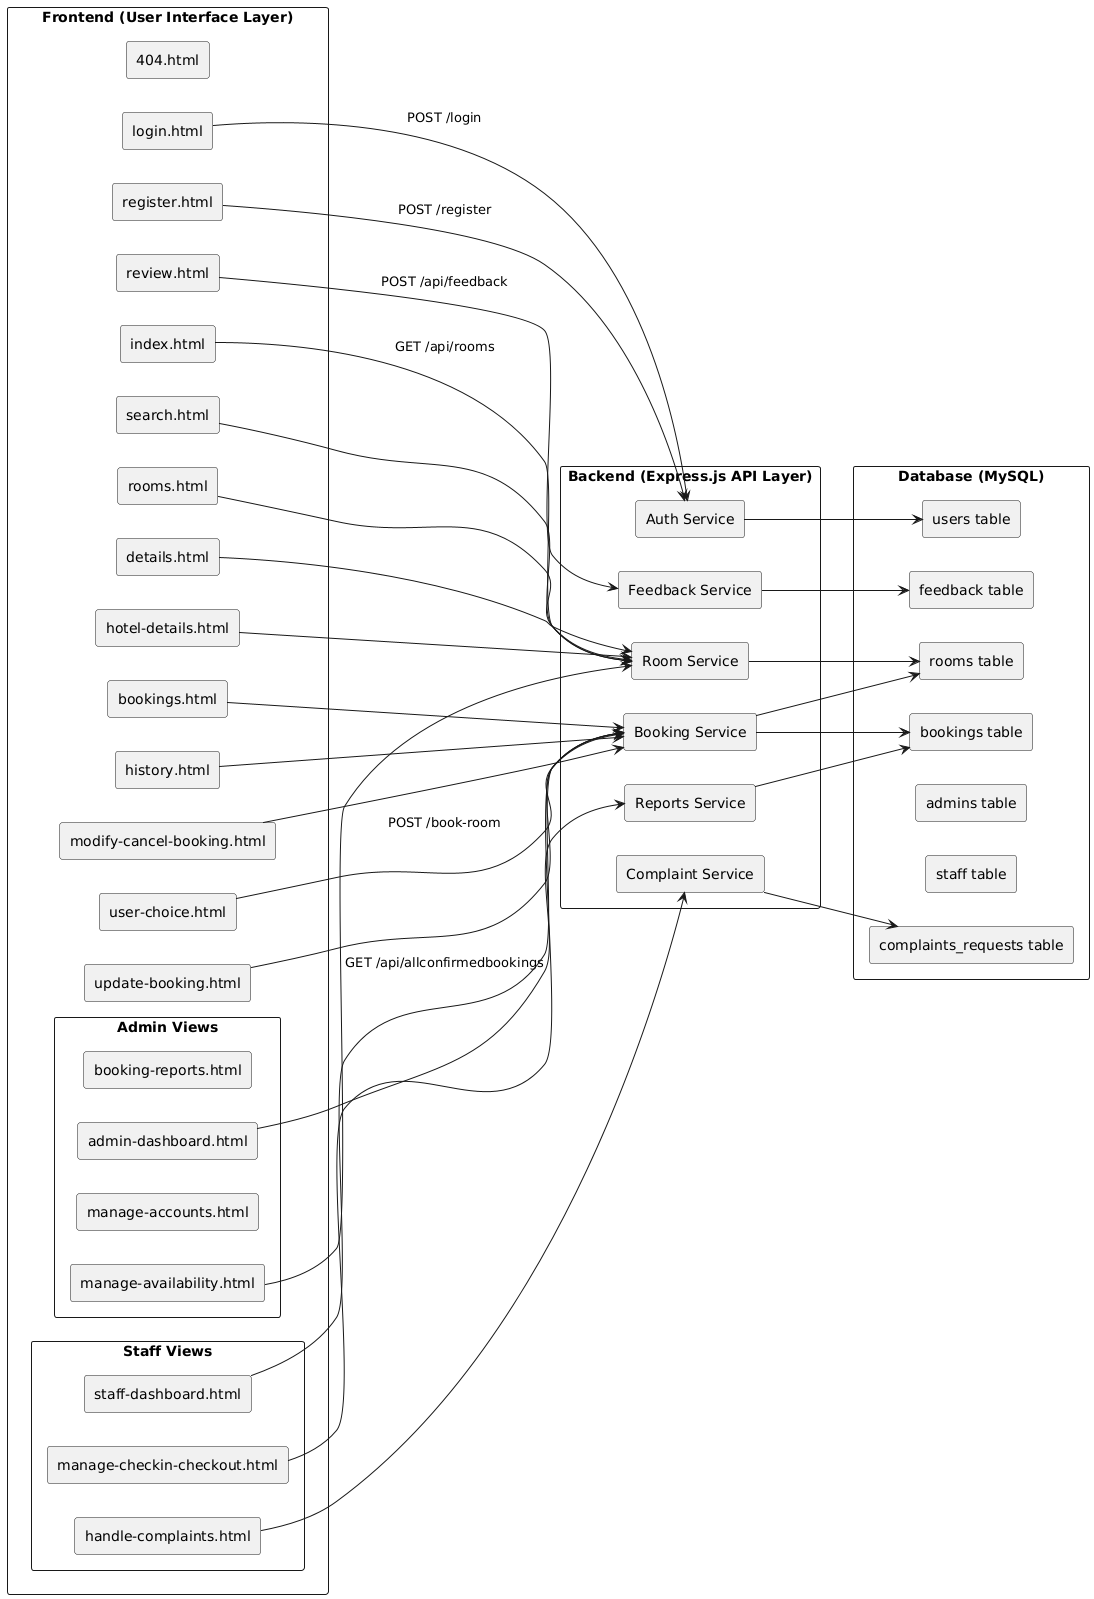 Frontend (User Interface Layer)
404.html
login.html
register.html
review.html
index.html
search.html
rooms.html
details.html
hotel-details.html
bookings.html
history.html
modify-cancel-booking.html
user-choice.html
update-booking.html
Admin Views
booking-reports.html
admin-dashboard.html
manage-accounts.html
manage-availability.html
Staff Views
staff-dashboard.html
manage-checkin-checkout.html
handle-complaints.html
POST /login
POST /register
POST /api/feedback
GET /api/rooms
POST /book-room
GET /api/allconfirmedbookings
Backend (Express.js API Layer)
Auth Service
Feedback Service
Room Service
Booking Service
Reports Service
Complaint Service
Database (MySQL)
users table
feedback table
rooms table
bookings table
admins table
staff table
complaints_requests table